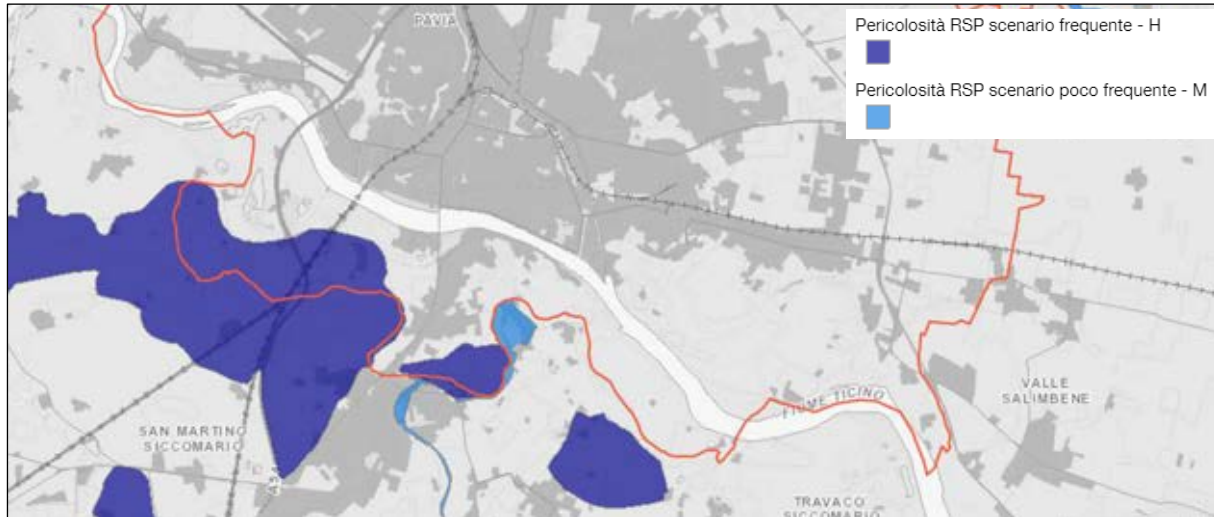 PAVIA
Pericolosità RSP scenario frequente - H
Pericolosità RSP scenario poco frequente - M
FIUME TICINO
VALLE
SALIMBENE
SAN MARTINO
SICCOMARIO
A54
TRAVACO
SICCOMARIO